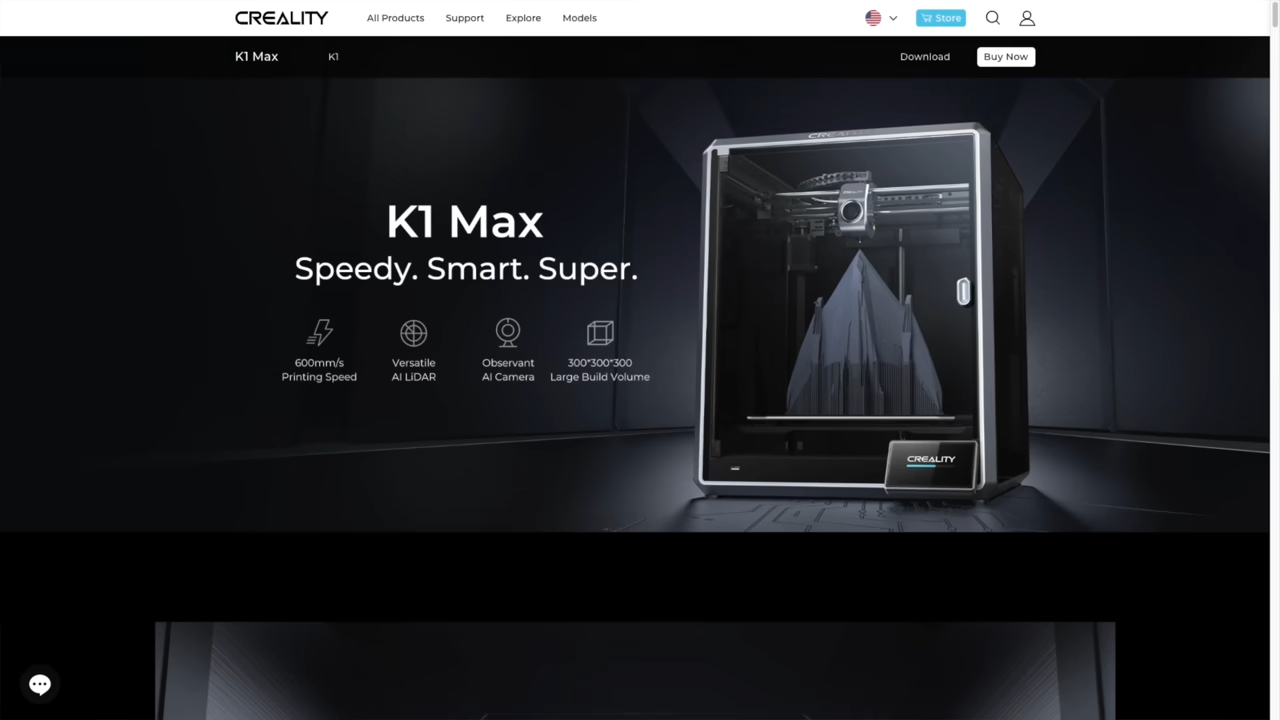 CREALITY
All Products
Support
Explore
Models
Store
K1 Max
K1
Download
Buy Now
CREALITY
K1 Max
Speedy. Smart. Super.
600mm/s
Printing Speed
Versatile
AI LiDAR
Observant
AI Camera
300*300*300
Large Build Volume
CREALITY